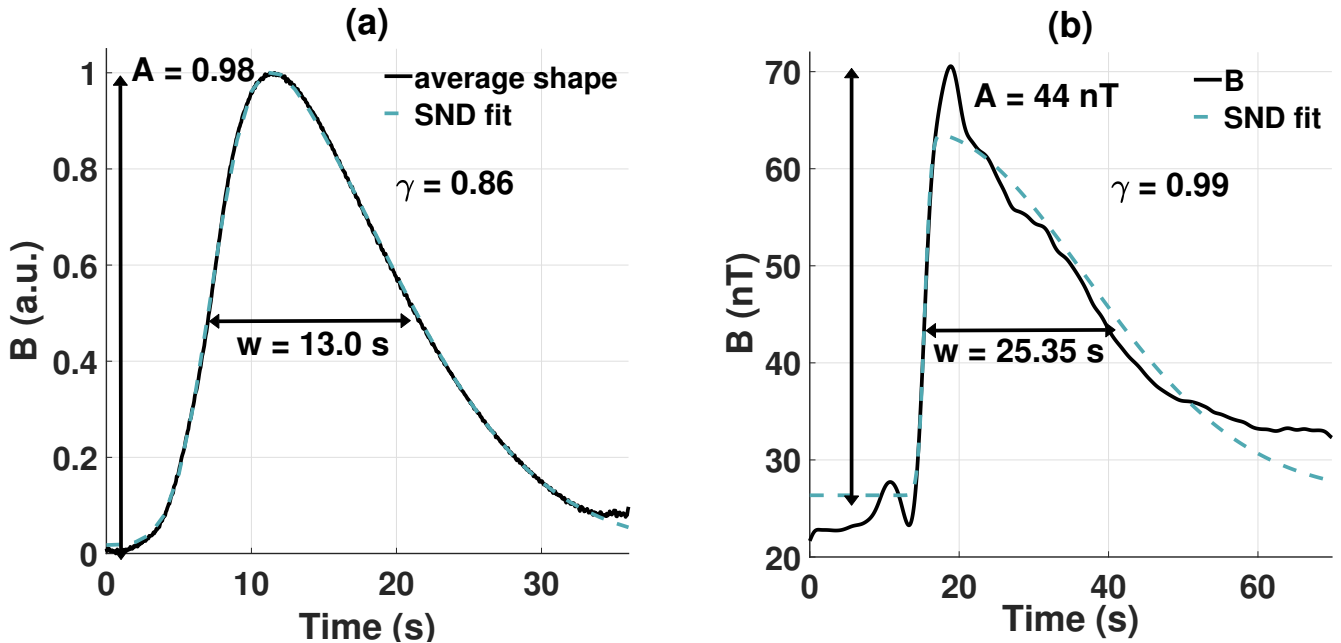 (a)
A = 0.98
average shape
SND fit
γ = 0.86
w = 13.0 s
1
0.8
0.6
0.4
0.2
0
B (a.u.)
0
10
20
30
Time (s)
(b)
A = 44 nT
B
SND fit
γ = 0.99
w = 25.35 s
70
60
50
40
30
20
B (nT)
0
20
40
60
Time (s)